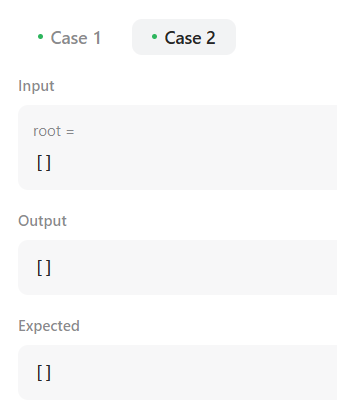 Case 1 Case 2
Input
root =
[]
Output
[]
Expected
[]